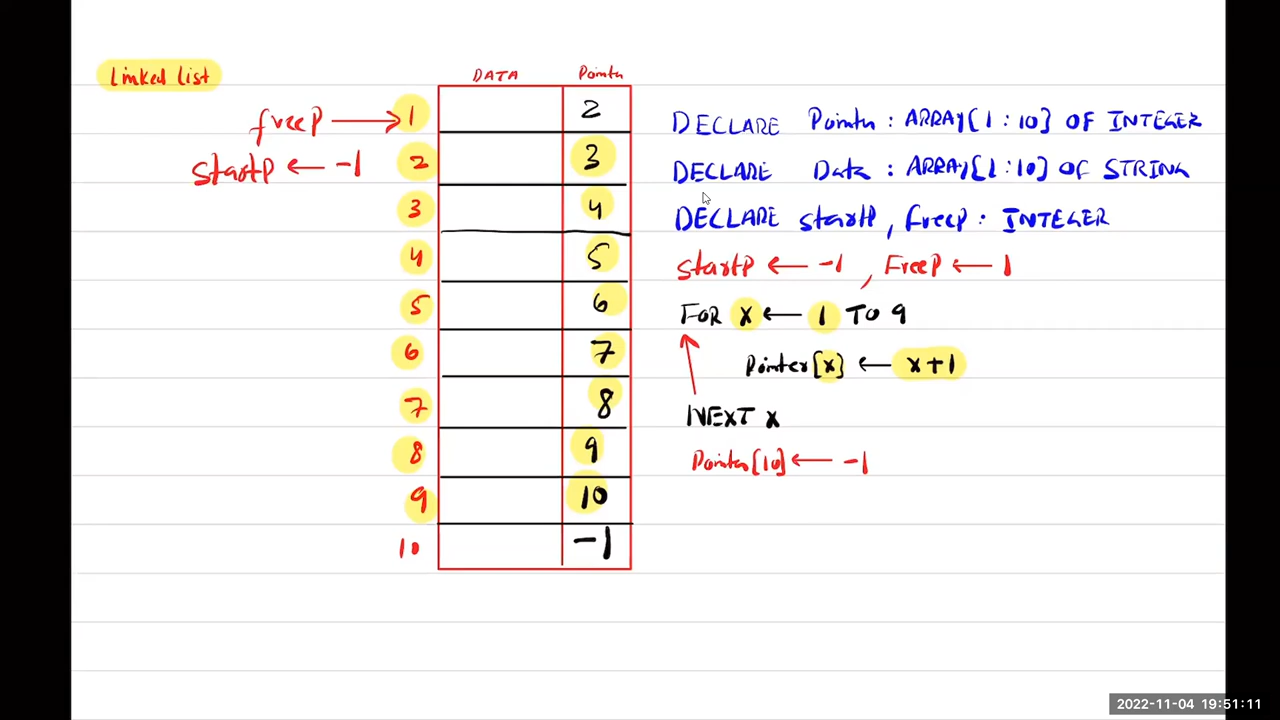 Linked list
DATA Pointer
freeP → 1 2
startP ← -1 2 3
3 4
4 5
5 6
6 7
7 8
8 9
9 10
10 -1
DECLARE Pointer : ARRAY[1:10] OF INTEGER
DECLARE Data : ARRAY[1:10] OF STRING
DECLARE startP, FreeP : INTEGER
startP ← -1, FreeP ← 1
FOR x ← 1 TO 9
Pointer[x] ← x+1
NEXT x
Pointer[10] ← -1
2022-11-04 19:51:11